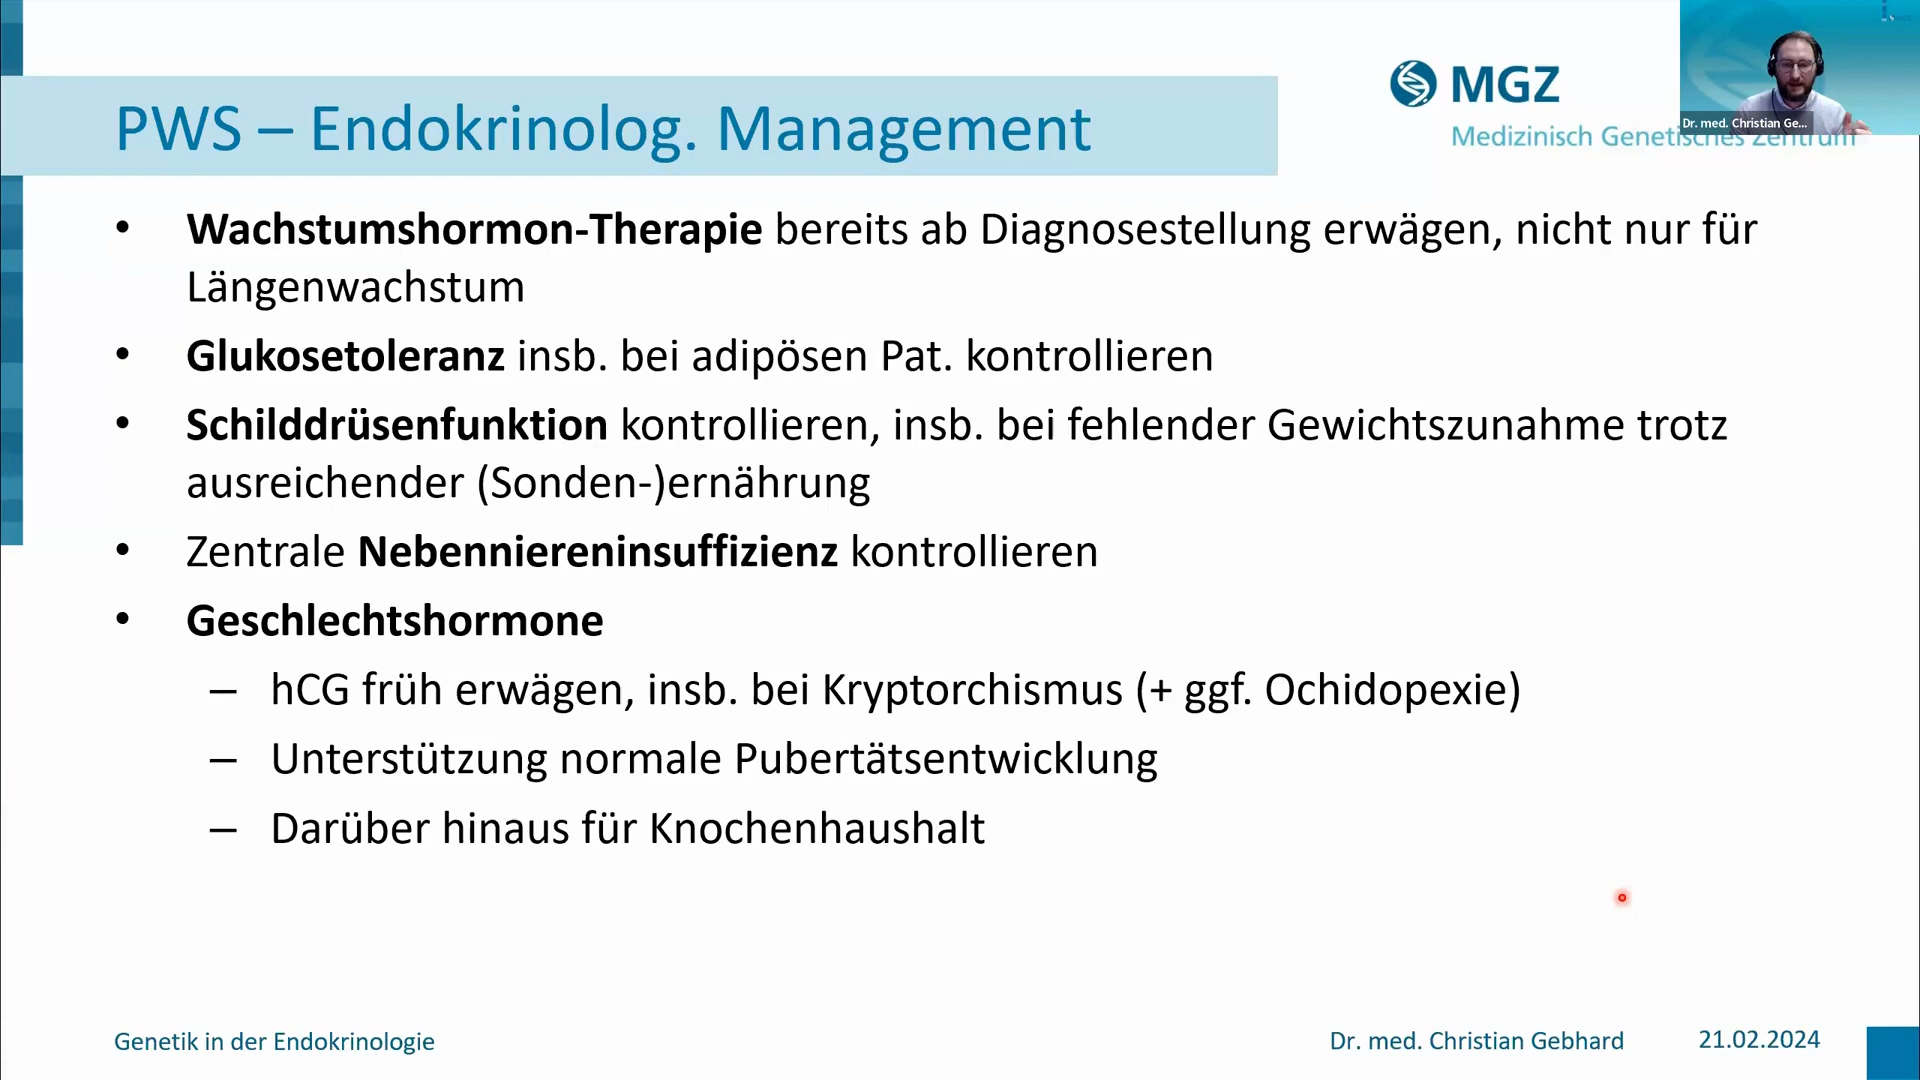 PWS – Endokrinolog. Management
MGZ
Medizinisch Genetisches Zentrum
Dr. med. Christian Ge...
• Wachstumshormon-Therapie bereits ab Diagnosestellung erwägen, nicht nur für
Längenwachstum
• Glukosetoleranz insb. bei adipösen Pat. kontrollieren
• Schilddrüsenfunktion kontrollieren, insb. bei fehlender Gewichtszunahme trotz
ausreichender (Sonden-)ernährung
• Zentrale Nebenniereninsuffizienz kontrollieren
• Geschlechtshormone
– hCG früh erwägen, insb. bei Kryptorchismus (+ ggf. Ochidopexie)
– Unterstützung normale Pubertätsentwicklung
– Darüber hinaus für Knochenhaushalt
Genetik in der Endokrinologie
Dr. med. Christian Gebhard
21.02.2024